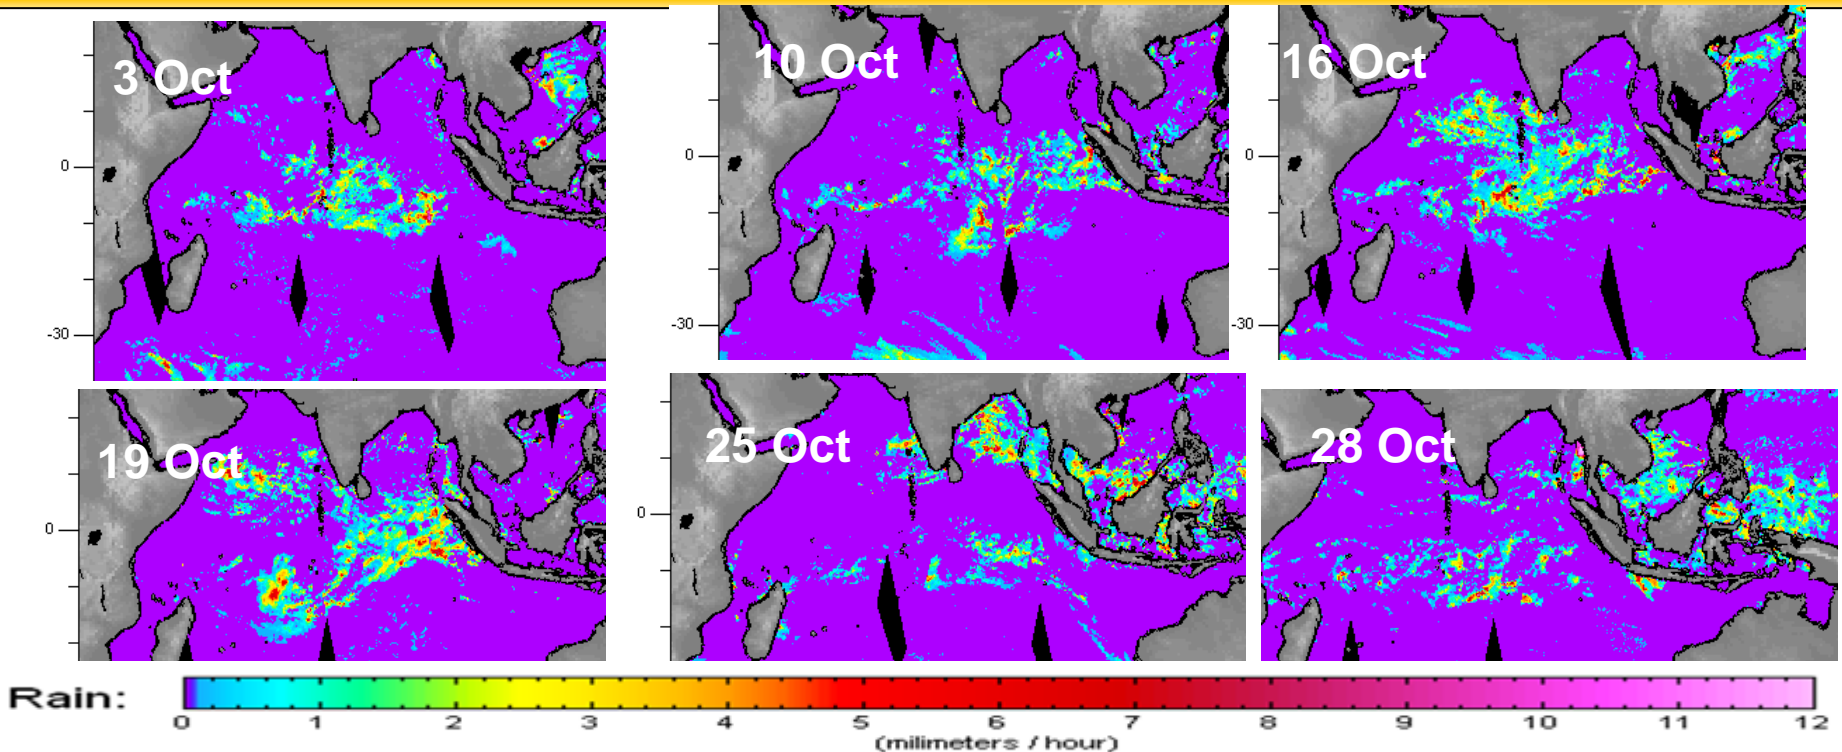 3 Oct
10 Oct
16 Oct
0
-30
0
-30
0
-30
19 Oct
25 Oct
28 Oct
0
0
Rain:
0 1 2 3 4 5 6 7 8 9 10 11 12
(milimeters / hour)